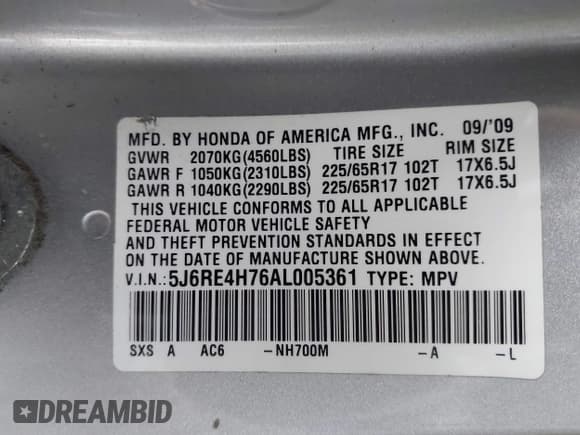 MFD. BY HONDA OF AMERICA MFG., INC. 09/'09
GVWR 2070KG(4560LBS) TIRE SIZE RIM SIZE
GAWR F 1050KG(2310LBS) 225/65R17 102T 17X6.5J
GAWR R 1040KG(2290LBS) 225/65R17 102T 17X6.5J
THIS VEHICLE CONFORMS TO ALL APPLICABLE
FEDERAL MOTOR VEHICLE SAFETY
AND THEFT PREVENTION STANDARDS IN EFFECT
ON THE DATE OF MANUFACTURE SHOWN ABOVE.
V.I.N.: 5J6RE4H76AL005361 TYPE: MPV
SXS A AC6 -NH700M -A -L
DREAMBID